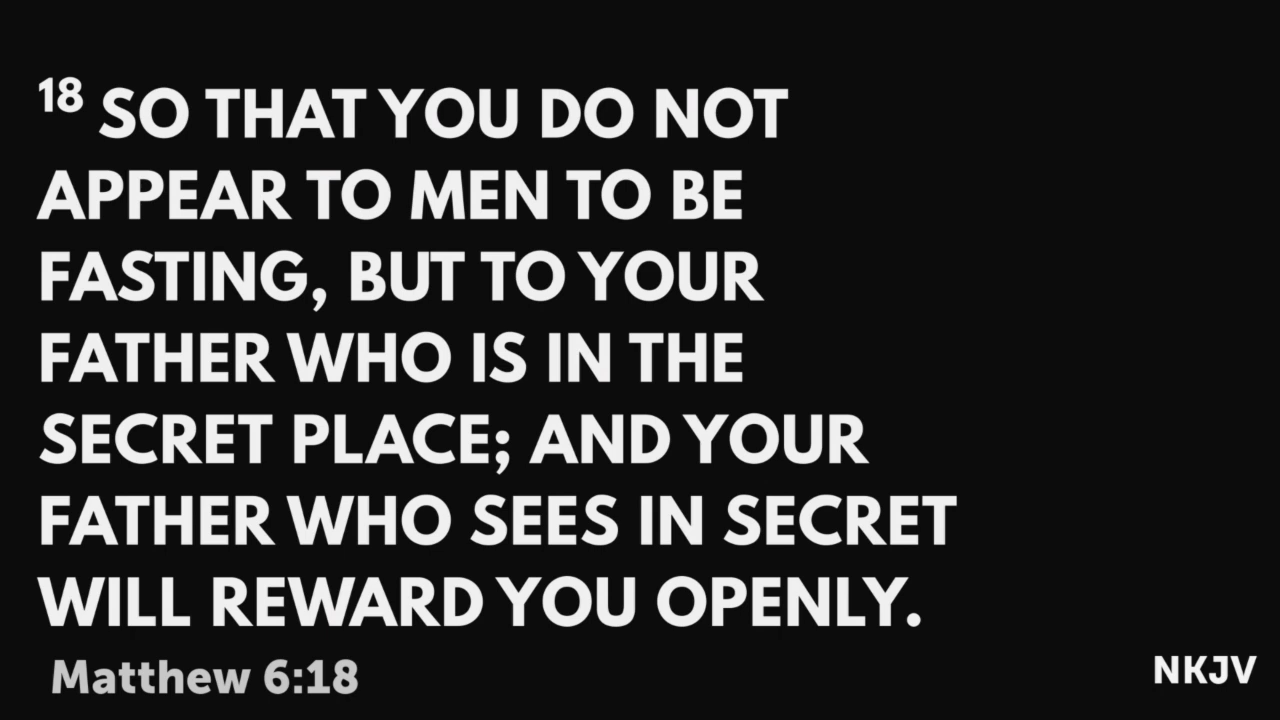 18 SO THAT YOU DO NOT
APPEAR TO MEN TO BE
FASTING, BUT TO YOUR
FATHER WHO IS IN THE
SECRET PLACE; AND YOUR
FATHER WHO SEES IN SECRET
WILL REWARD YOU OPENLY.
Matthew 6:18
NKJV